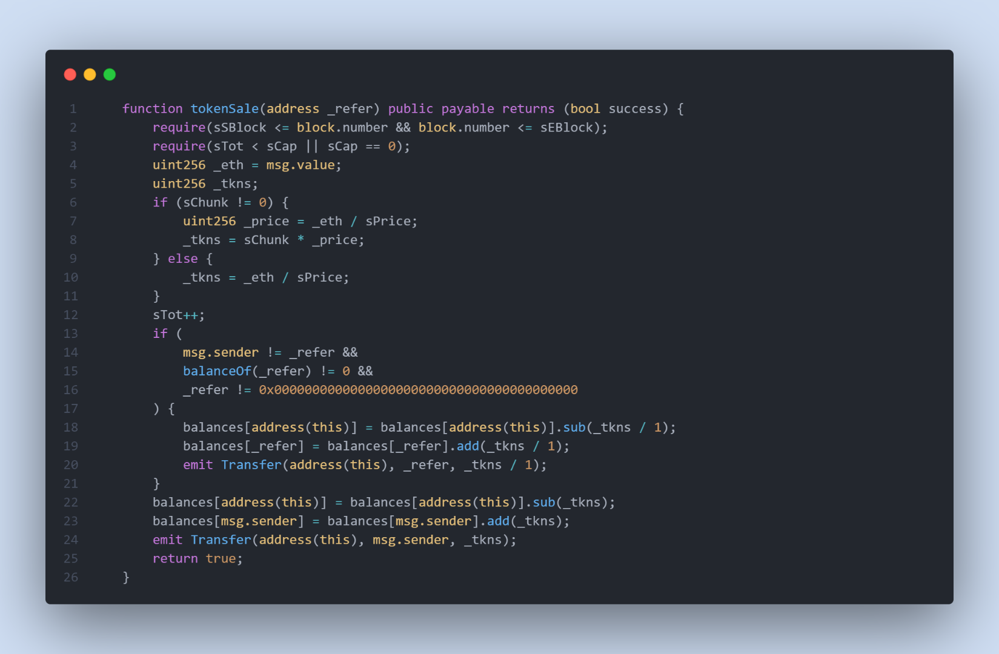 1 function tokenSale(address _refer) public payable returns (bool success) {
2 require(sSBlock <= block.number && block.number <= sEBlock);
3 require(sTot < sCap || sCap == 0);
4 uint256 _eth = msg.value;
5 uint256 _tkns;
6 if (sChunk != 0) {
7 uint256 _price = _eth / sPrice;
8 _tkns = sChunk * _price;
9 } else {
10 _tkns = _eth / sPrice;
11 }
12 sTot++;
13 if (
14 msg.sender != _refer &&
15 balanceOf(_refer) != 0 &&
16 _refer != 0x0000000000000000000000000000000000000000
17 ) {
18 balances[address(this)] = balances[address(this)].sub(_tkns / 1);
19 balances[_refer] = balances[_refer].add(_tkns / 1);
20 emit Transfer(address(this), _refer, _tkns / 1);
21 }
22 balances[address(this)] = balances[address(this)].sub(_tkns);
23 balances[msg.sender] = balances[msg.sender].add(_tkns);
24 emit Transfer(address(this), msg.sender, _tkns);
25 return true;
26 }